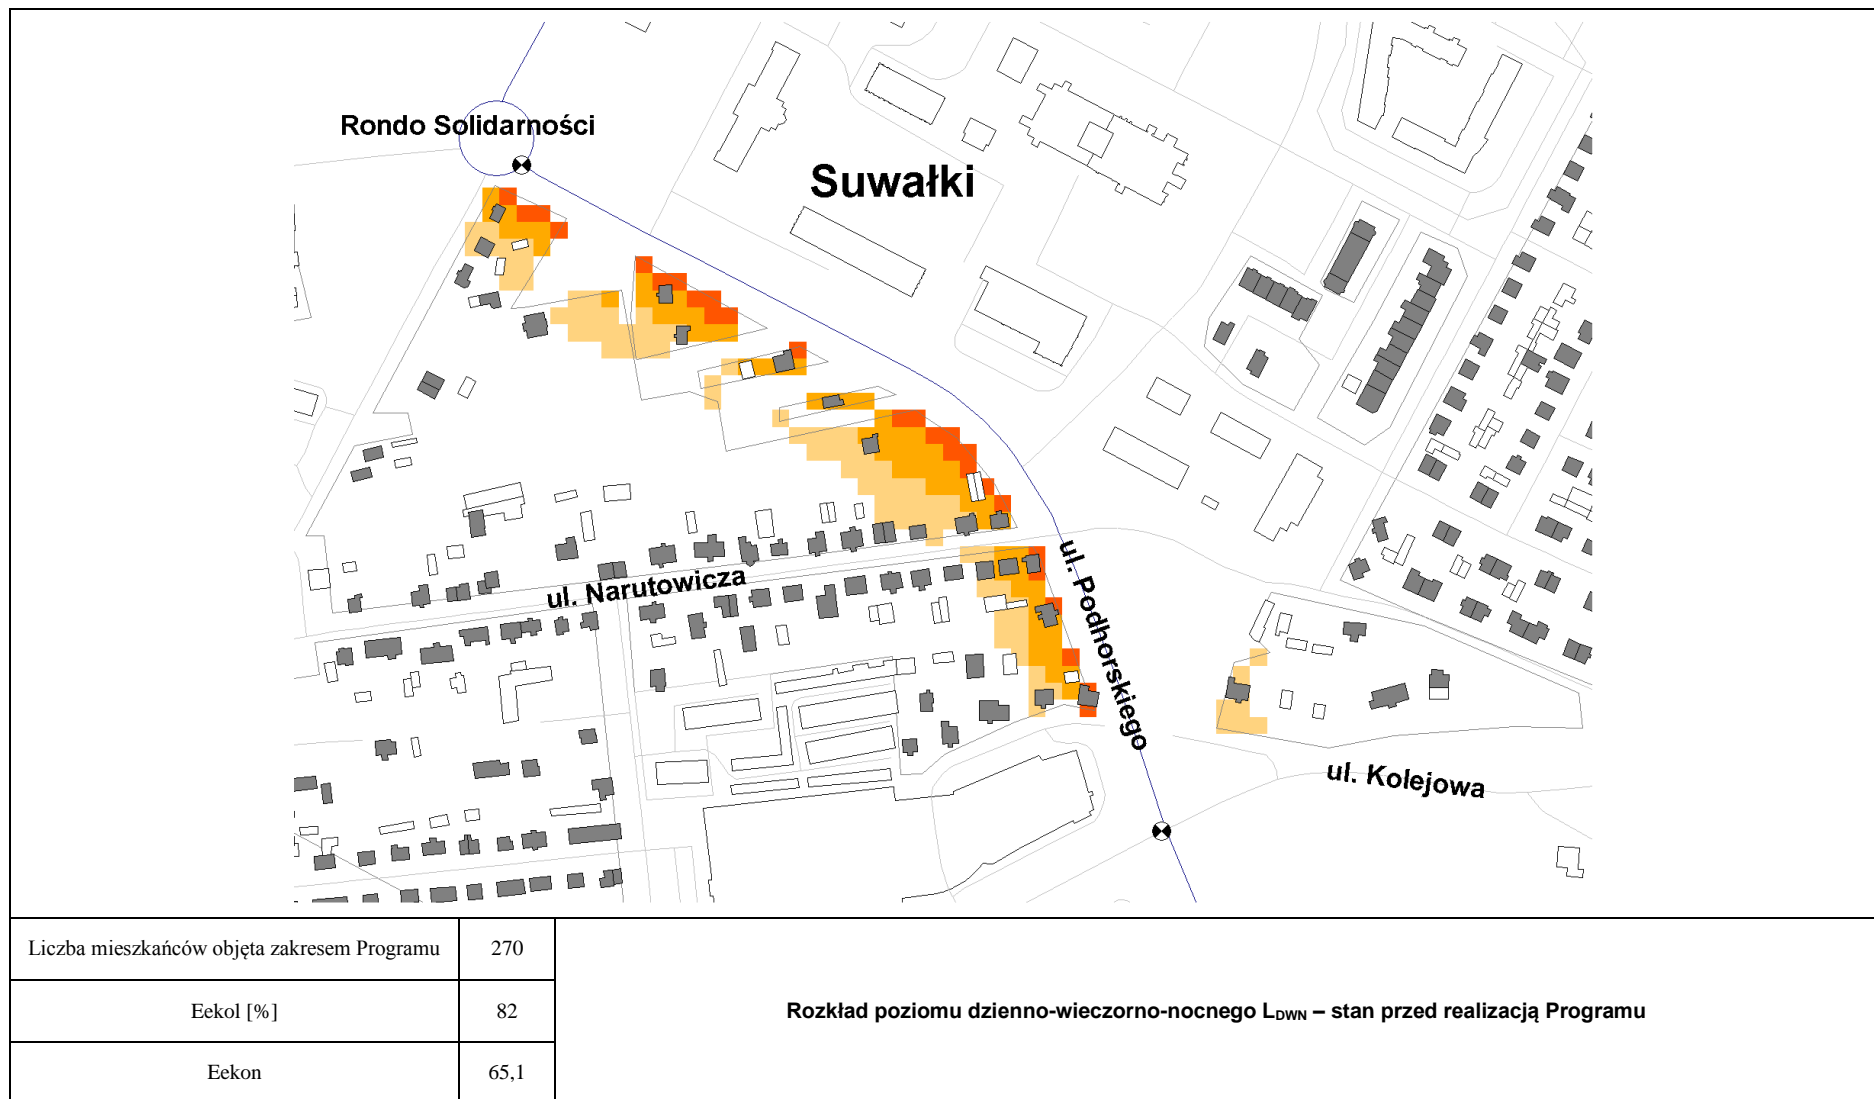 Rondo Solidarności
Suwałki
ul. Narutowicza
ul. Podhorskiego
ul. Kolejowa
Liczba mieszkańców objęta zakresem Programu 270
Eekol [%] 82
Eekon 65,1
Rozkład poziomu dzienno-wieczorno-nocnego LDWN – stan przed realizacją Programu